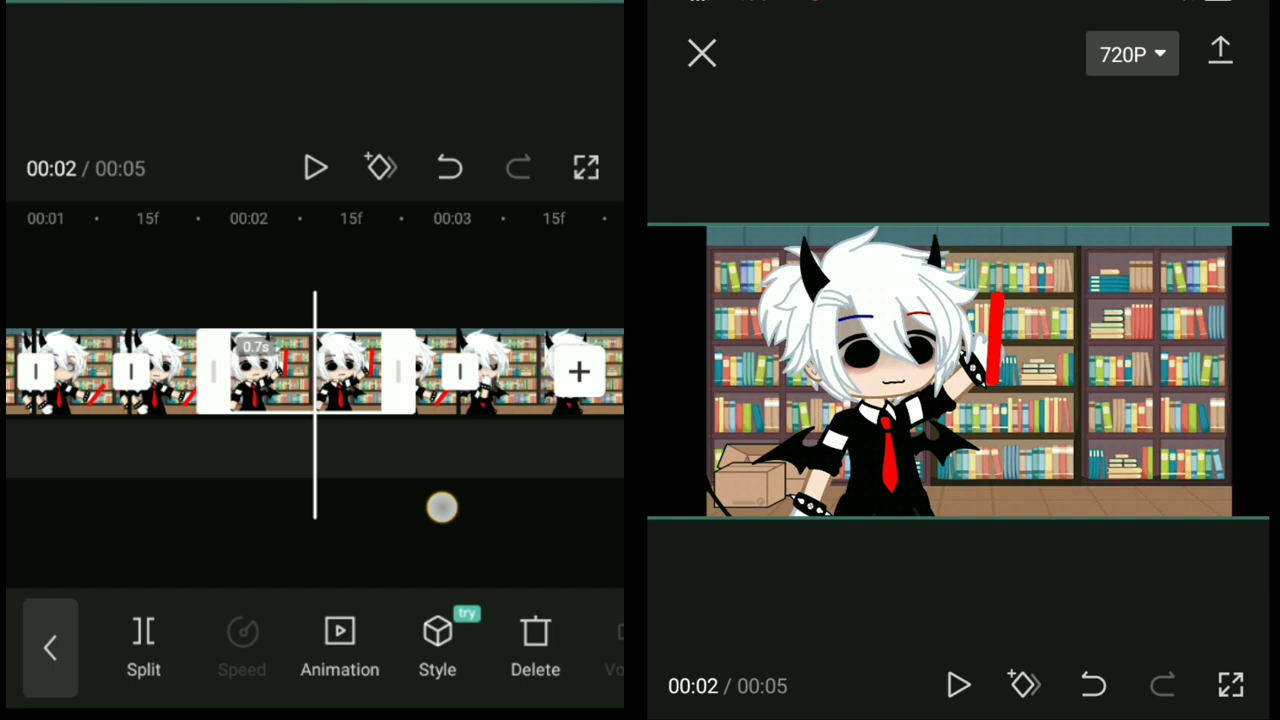 00:02 / 00:05
00:01 15f 00:02 15f 00:03 15f
0.7s
try
Split Speed Animation Style Delete Vo
720P
00:02 / 00:05